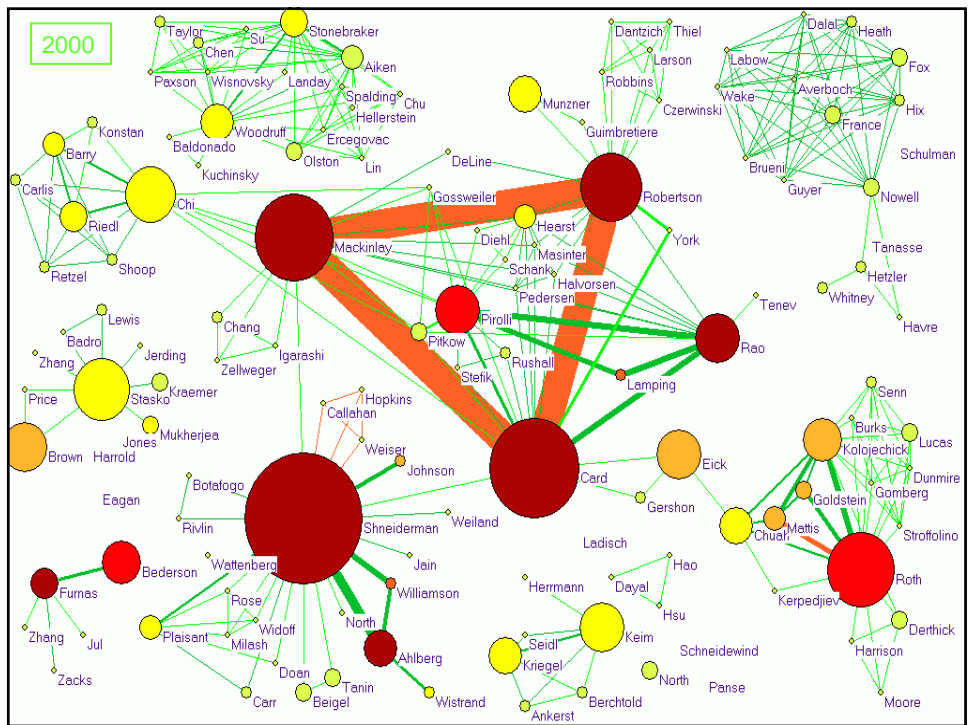 2000
Taylor
Su
Stonebraker
Chen
Aiken
Paxson
Wisnovsky
Landay
Spalding
Chu
Hellerstein
Woodruff
Ercegovac
Baldonado
Olston
Lin
Kuchinsky
Dantzich
Thiel
Larson
Robbins
Czerwinski
Munzner
Guimbretiere
Dalal
Heath
Labow
Fox
Wake
Averboch
Hix
France
Schulman
Brueni
Guyer
Nowell
Tanasse
Hetzler
Whitney
Havre
Konstan
Barry
Carlis
Chi
Riedl
Retzel
Shoop
DeLine
Gossweiler
Robertson
Mackinlay
Diehl
Hearst
York
Masinter
Schank
Halvorsen
Pedersen
Pirolli
Tenev
Rao
Chang
Igarashi
Pitkow
Rushall
Zellweger
Stefik
Lamping
Lewis
Badro
Zhang
Jerding
Stasko
Kraemer
Price
Mukherjea
Jones
Brown
Harrold
Eagan
Hopkins
Callahan
Weiser
Johnson
Botafogo
Rivlin
Shneiderman
Weiland
Card
Eick
Gershon
Ladisch
Senn
Burks
Lucas
Kolojechick
Dunmire
Goldstein
Gomberg
Mattis
Chuah
Stroffolino
Roth
Kerpedjiev
Derthick
Harrison
Moore
Bederson
Furnas
Zhang
Jul
Zacks
Wattenberg
Jain
Rose
Williamson
Widoff
North
Plaisant
Milash
Ahlberg
Doan
Tanin
Carr
Beigel
Wistrand
Herrmann
Dayal
Hao
Hsu
Seidl
Keim
Kriegel
Schneidewind
North
Panse
Berchtold
Ankerst